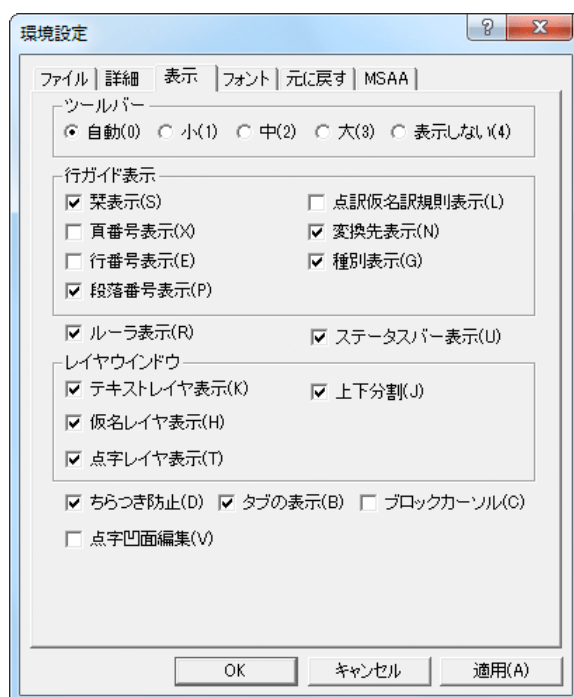 環境設定
ファイル 詳細 表示 フォント 元に戻す MSAA
ツールバー
自動(0) 小(1) 中(2) 大(3) 表示しない(4)
行ガイド表示
栞表示(S) 点訳仮名訳規則表示(L)
頁番号表示(X) 変換先表示(N)
行番号表示(E) 種別表示(G)
段落番号表示(P)
ルーラ表示(R) ステータスバー表示(U)
レイヤウインドウ
テキストレイヤ表示(K) 上下分割(J)
仮名レイヤ表示(H)
点字レイヤ表示(T)
ちらつき防止(D) タブの表示(B) ブロックカーソル(C)
点字凹面編集(V)
OK キャンセル 適用(A)